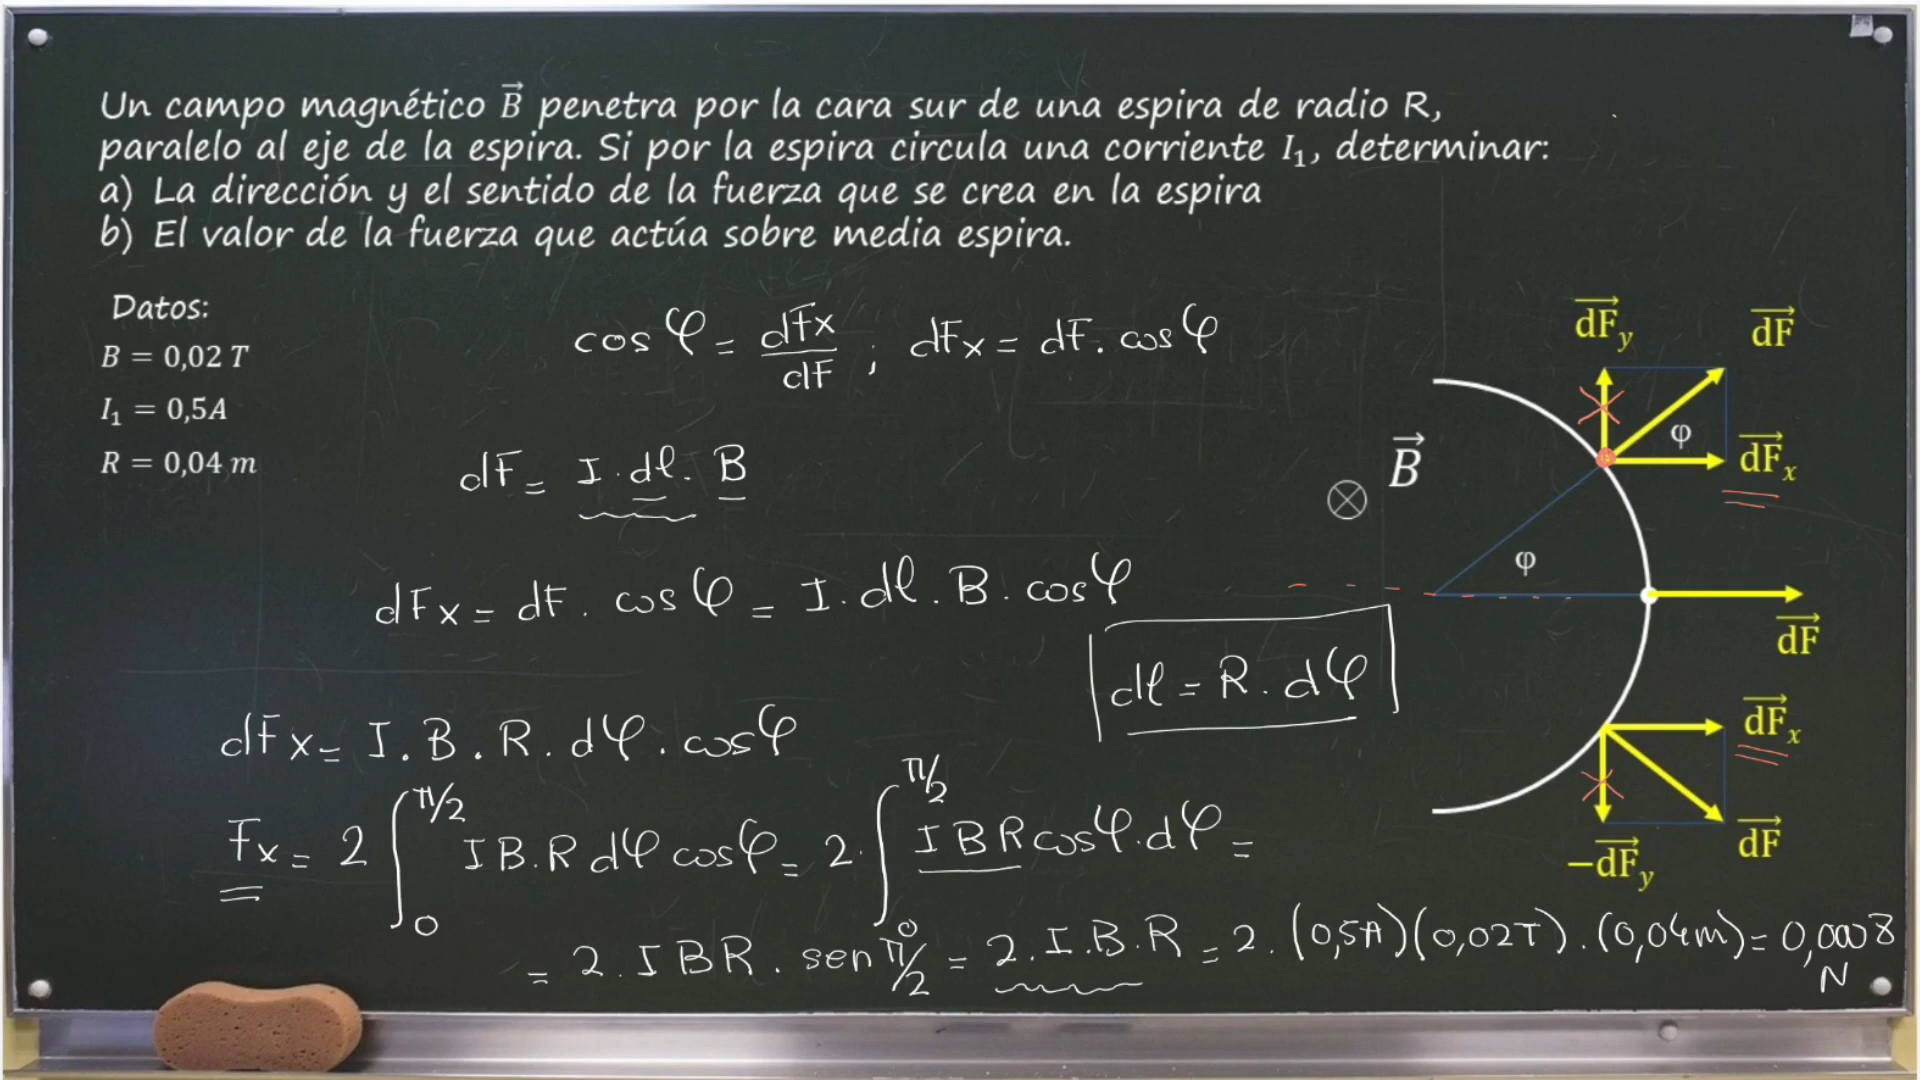 Un campo magnético B⃗ penetra por la cara sur de una espira de radio R,
paralelo al eje de la espira. Si por la espira circula una corriente I₁, determinar:
a) La dirección y el sentido de la fuerza que se crea en la espira
b) El valor de la fuerza que actúa sobre media espira.
Datos:
B = 0,02 T
I₁ = 0,5A
R = 0,04 m
cos φ = dFx/dF ; dFx = dF . cos φ
dF = I . dl . B
dFx = dF . cos φ = I . dl . B . cos φ
dl = R . dφ
dFx = I . B . R . dφ . cos φ
Fx = 2 ∫₀^π/2 I B . R dφ cos φ = 2 . ∫₀^π/2 I B R cos φ . dφ =
= 2 . I B R . sen π/2 = 2 . I . B . R = 2 . (0,5A)(0,02T) . (0,04m) = 0,0008
N
dF⃗y
dF⃗
φ
dF⃗x
B⃗
φ
dF⃗
dF⃗x
dF⃗
−dF⃗y